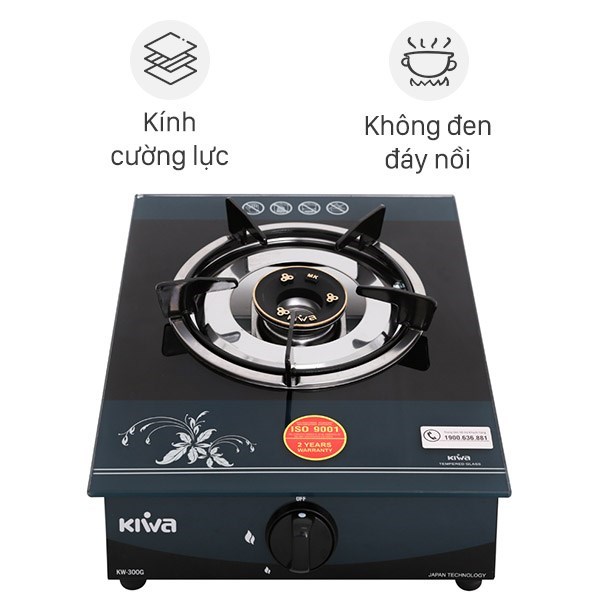 Kính
cường lực
Không đen
đáy nồi
MK
KIWA
ISO 9001
2 YEARS
WARRANTY
1900.636.881
KIWA
TEMPERED GLASS
OFF
KIWA
KW-300G
JAPAN TECHNOLOGY